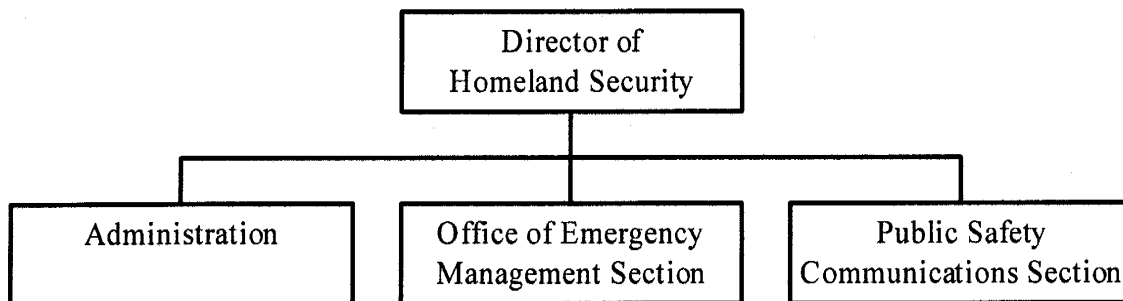 Director of
Homeland Security
Administration
Office of Emergency
Management Section
Public Safety
Communications Section